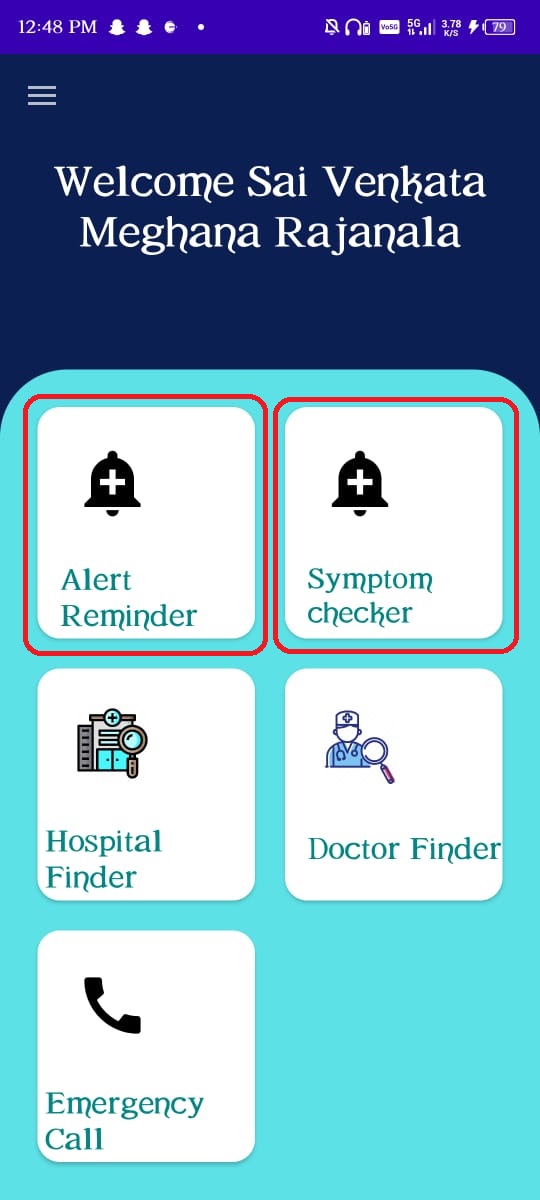 12:48 PM
Vo5G 5G 3.78 K/S 79
Welcome Sai Venkata
Meghana Rajanala
Alert
Reminder
Symptom
checker
Hospital
Finder
Doctor Finder
Emergency
Call